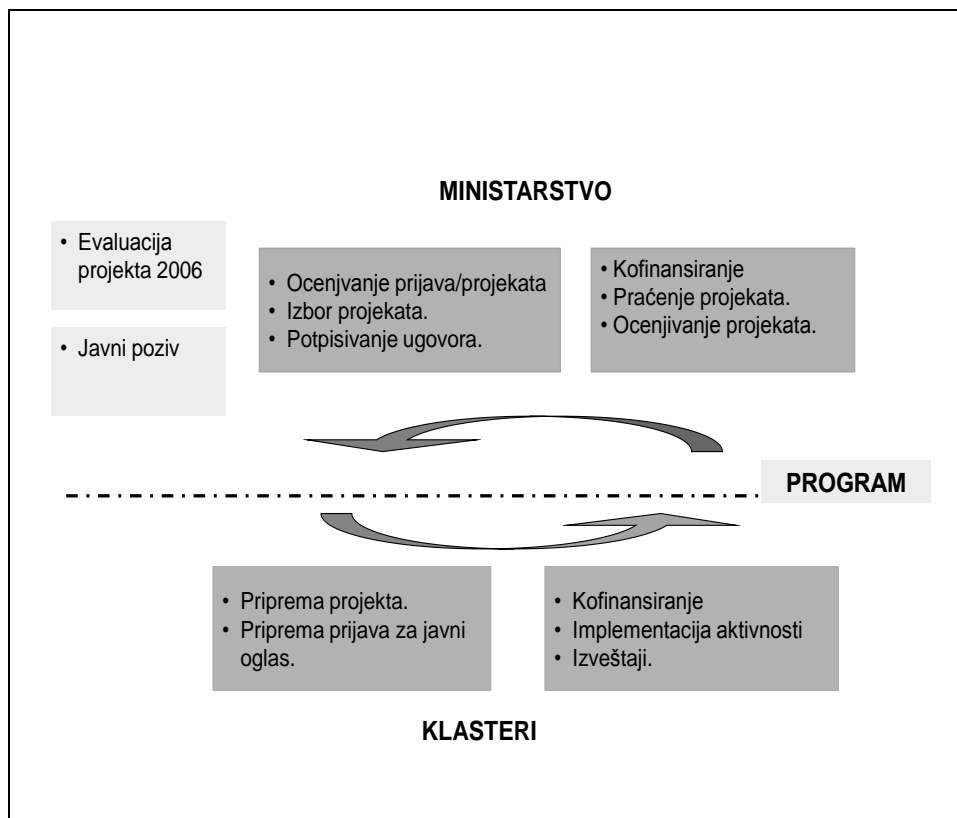 MINISTARSTVO
• Evaluacija
projekta 2006
• Javni poziv
• Ocenjvanje prijava/projekata
• Izbor projekata.
• Potpisivanje ugovora.
• Kofinansiranje
• Praćenje projekata.
• Ocenjivanje projekata.
PROGRAM
• Priprema projekta.
• Priprema prijava za javni
oglas.
• Kofinansiranje
• Implementacija aktivnosti
• Izveštaji.
KLASTERI